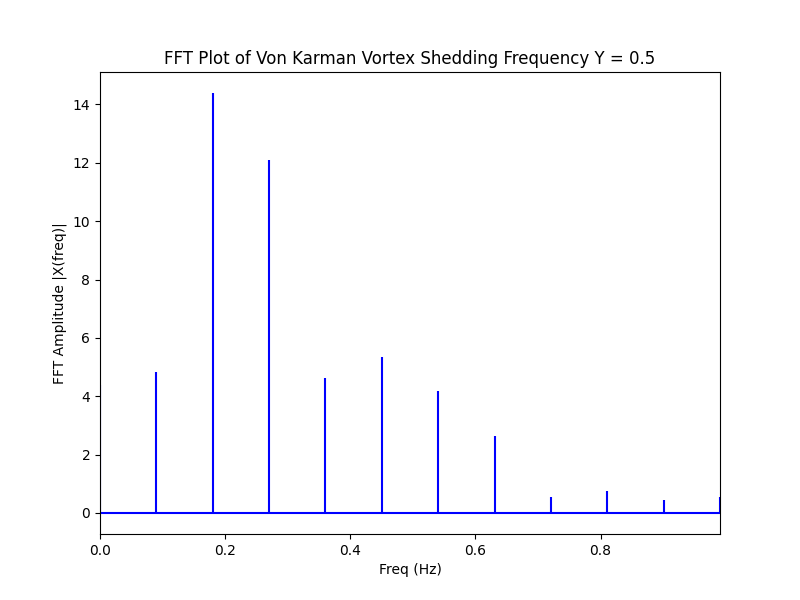 FFT Plot of Von Karman Vortex Shedding Frequency Y = 0.5
FFT Amplitude |X(freq)|
14
12
10
8
6
4
2
0
0.0 0.2 0.4 0.6 0.8
Freq (Hz)